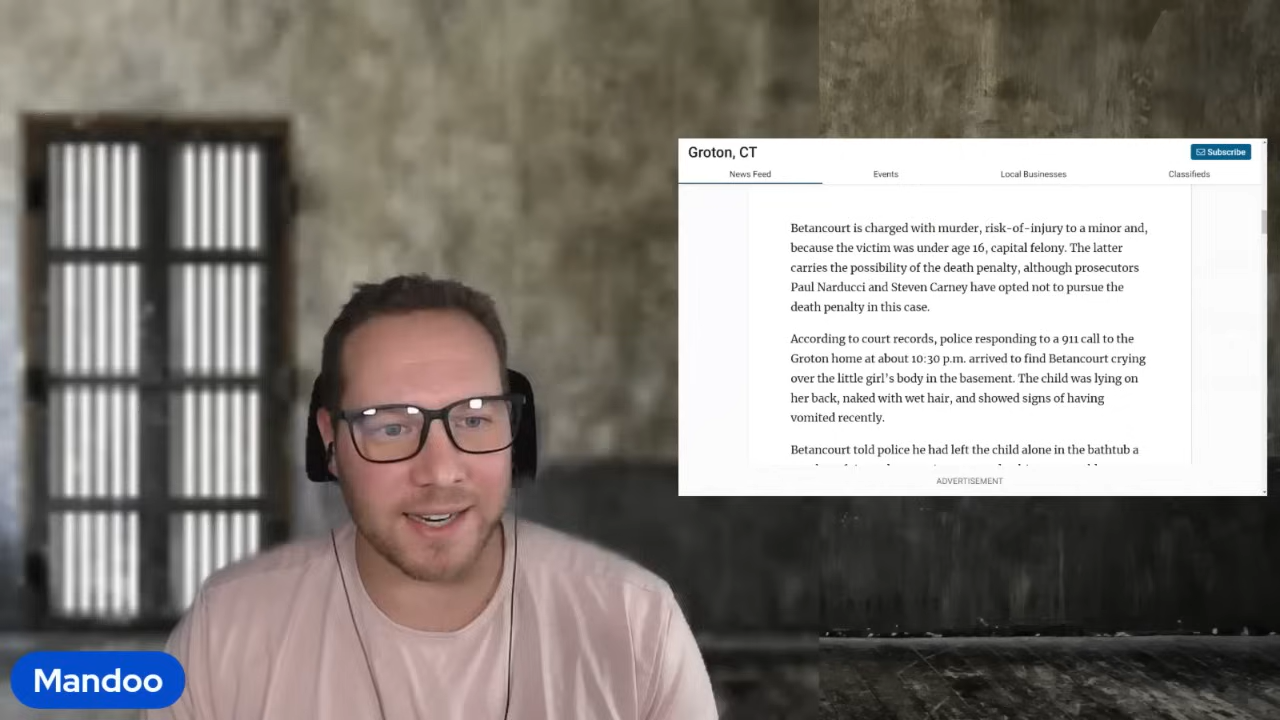 Groton, CT
Subscribe
News Feed
Events
Local Businesses
Classifieds
Betancourt is charged with murder, risk-of-injury to a minor and,
because the victim was under age 16, capital felony. The latter
carries the possibility of the death penalty, although prosecutors
Paul Narducci and Steven Carney have opted not to pursue the
death penalty in this case.
According to court records, police responding to a 911 call to the
Groton home at about 10:30 p.m. arrived to find Betancourt crying
over the little girl's body in the basement. The child was lying on
her back, naked with wet hair, and showed signs of having
vomited recently.
Betancourt told police he had left the child alone in the bathtub a
ADVERTISEMENT
Mandoo